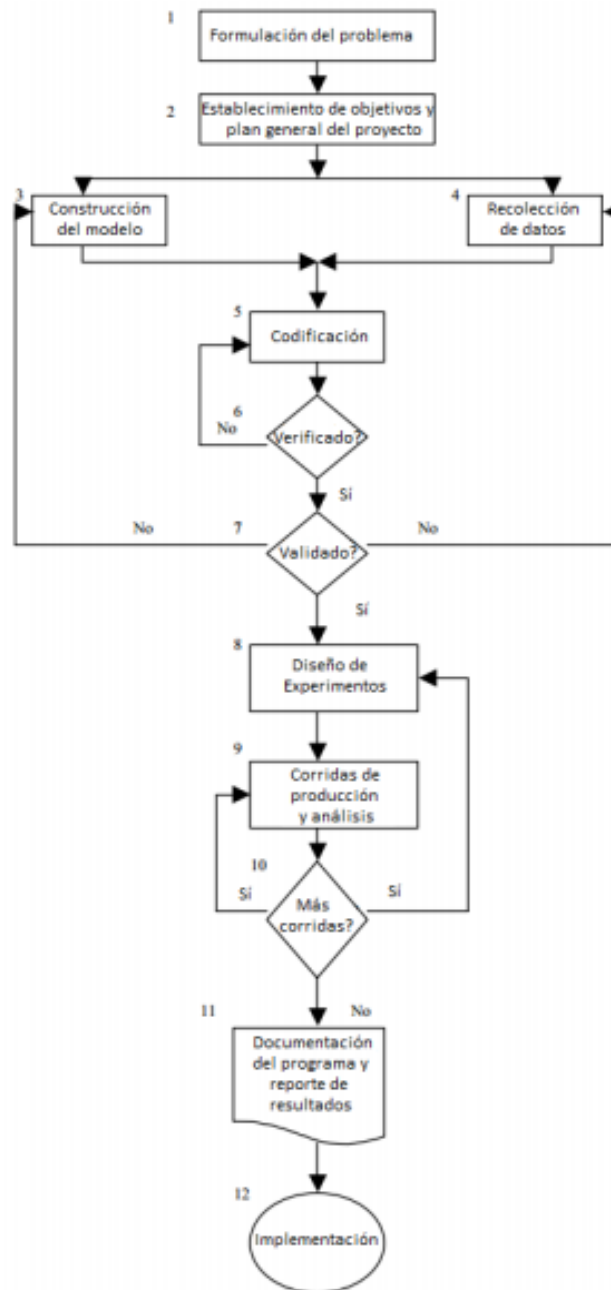 1
Formulación del problema
2
Establecimiento de objetivos y
plan general del proyecto
3
Construcción
del modelo
4
Recolección
de datos
5
Codificación
6
No
Verificado?
Sí
No
7
No
Validado?
Sí
8
Diseño de
Experimentos
9
Corridas de
producción
y análisis
10
Sí
Sí
Más
corridas?
11
No
Documentación
del programa y
reporte de
resultados
12
Implementación